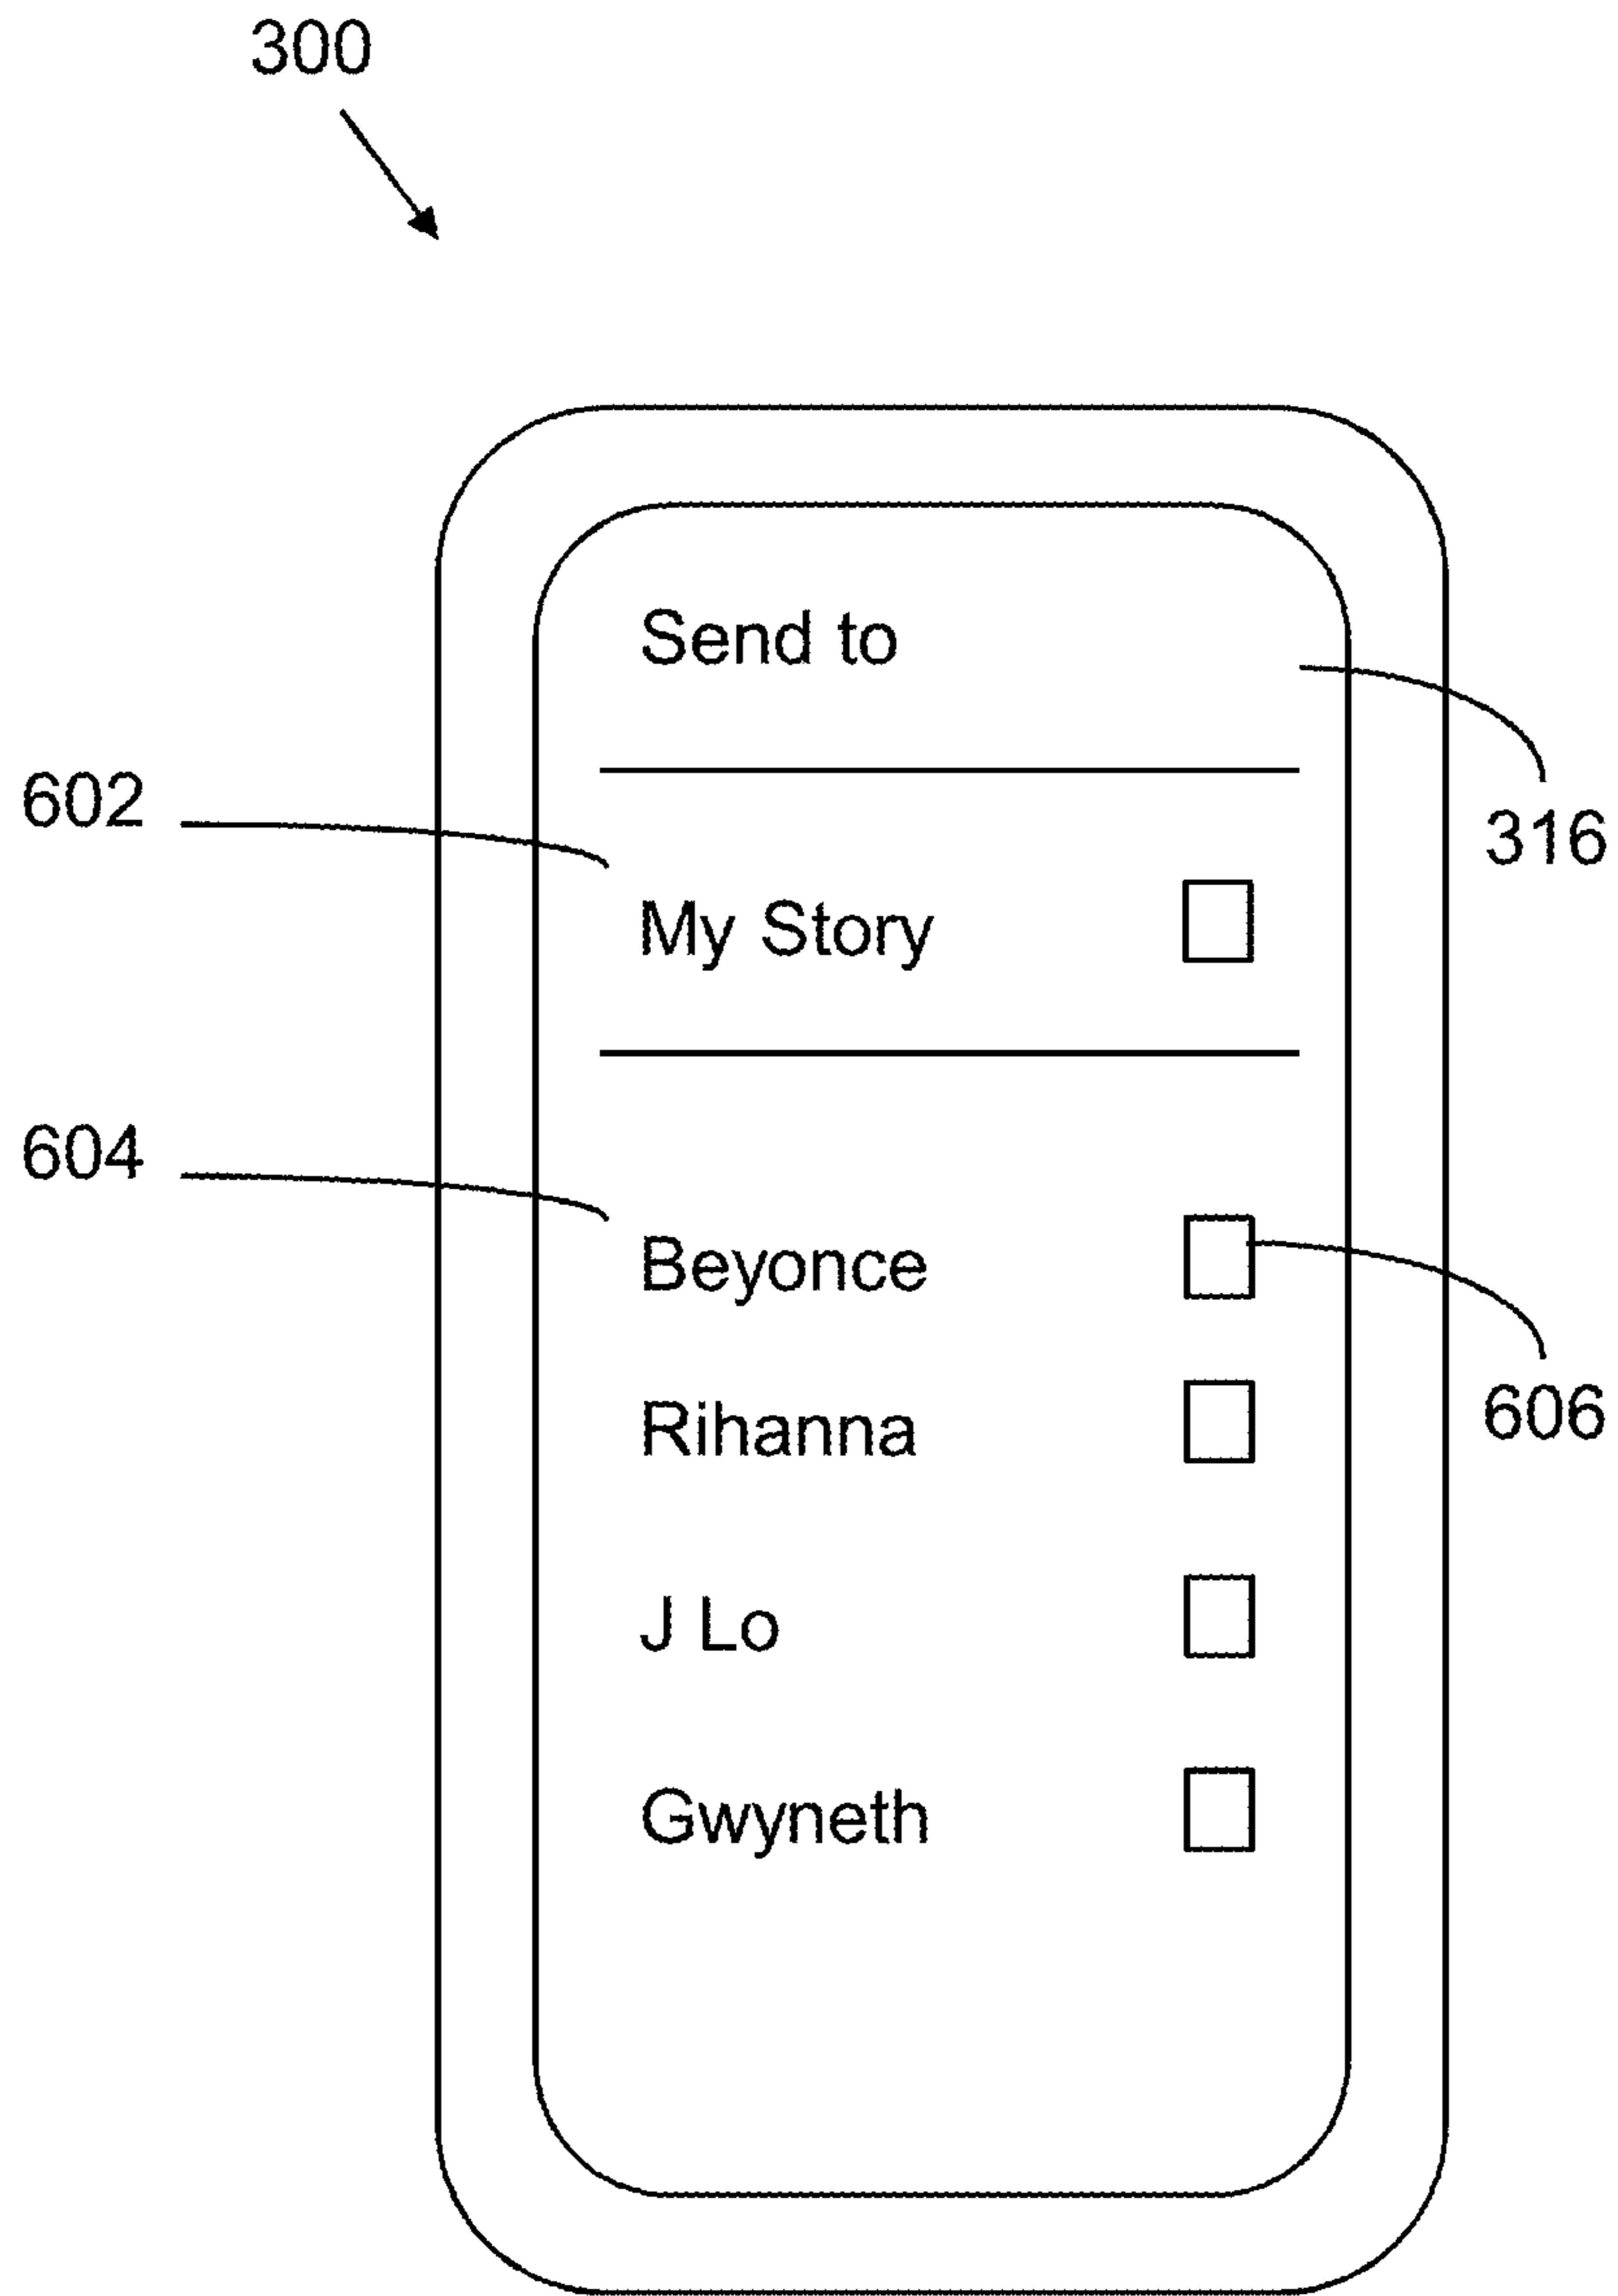 300
Send to
602
316
My Story
604
Beyonce
606
Rihanna
J Lo
Gwyneth